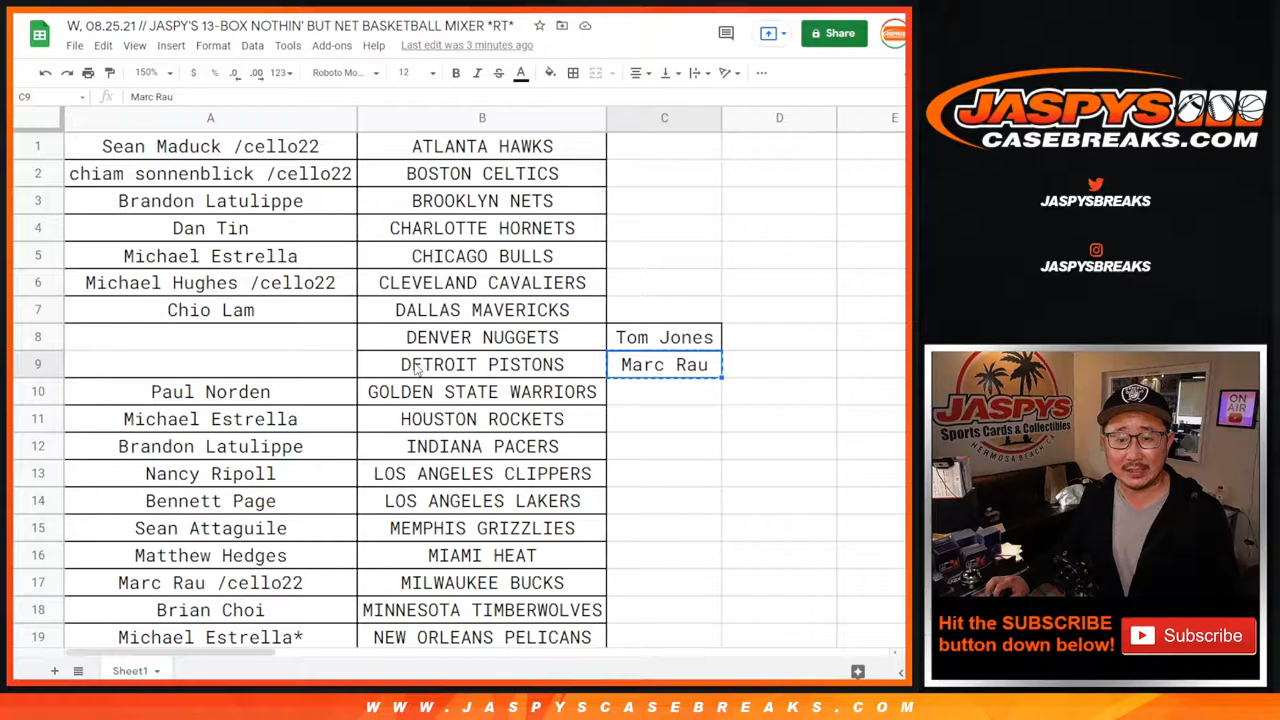 W, 08.25.21 // JASPY'S 13-BOX NOTHIN' BUT NET BASKETBALL MIXER *RT*
File Edit View Insert Format Data Tools Add-ons Help Last edit was 3 minutes ago
Share
150% $ % .0 .00 123 Roboto Mo... 12 B I S A
C9 fx Marc Rau
A B C D E
1 Sean Maduck /cello22 ATLANTA HAWKS
2 chiam sonnenblick /cello22 BOSTON CELTICS
3 Brandon Latulippe BROOKLYN NETS
4 Dan Tin CHARLOTTE HORNETS
5 Michael Estrella CHICAGO BULLS
6 Michael Hughes /cello22 CLEVELAND CAVALIERS
7 Chio Lam DALLAS MAVERICKS
8 DENVER NUGGETS Tom Jones
9 DETROIT PISTONS Marc Rau
10 Paul Norden GOLDEN STATE WARRIORS
11 Michael Estrella HOUSTON ROCKETS
12 Brandon Latulippe INDIANA PACERS
13 Nancy Ripoll LOS ANGELES CLIPPERS
14 Bennett Page LOS ANGELES LAKERS
15 Sean Attaguile MEMPHIS GRIZZLIES
16 Matthew Hedges MIAMI HEAT
17 Marc Rau /cello22 MILWAUKEE BUCKS
18 Brian Choi MINNESOTA TIMBERWOLVES
19 Michael Estrella* NEW ORLEANS PELICANS
Sheet1
JASPYS
CASEBREAKS.COM
JASPYSBREAKS
JASPYSBREAKS
JASPYS
Sports Cards & Collectibles
HERMOSA BEACH, CA
ON AIR
Hit the SUBSCRIBE
button down below!
Subscribe
WWW.JASPYSCASEBREAKS.COM